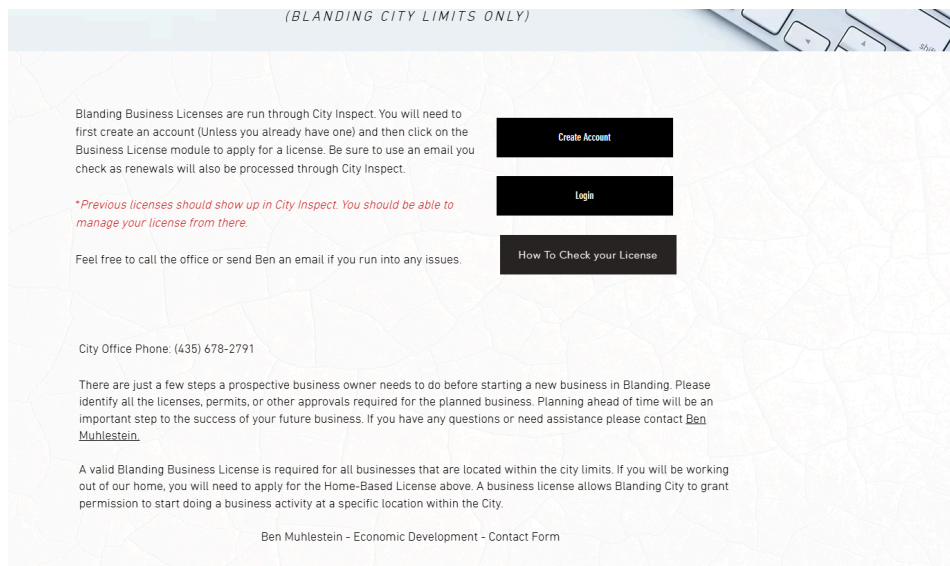 (BLANDING CITY LIMITS ONLY)
shift
Blanding Business Licenses are run through City Inspect. You will need to
first create an account (Unless you already have one) and then click on the
Business License module to apply for a license. Be sure to use an email you
check as renewals will also be processed through City Inspect.
*Previous licenses should show up in City Inspect. You should be able to
manage your license from there.
Feel free to call the office or send Ben an email if you run into any issues.
Create Account
Login
How To Check your License
City Office Phone: (435) 678-2791
There are just a few steps a prospective business owner needs to do before starting a new business in Blanding. Please
identify all the licenses, permits, or other approvals required for the planned business. Planning ahead of time will be an
important step to the success of your future business. If you have any questions or need assistance please contact Ben
Muhlestein.
A valid Blanding Business License is required for all businesses that are located within the city limits. If you will be working
out of our home, you will need to apply for the Home-Based License above. A business license allows Blanding City to grant
permission to start doing a business activity at a specific location within the City.
Ben Muhlestein - Economic Development - Contact Form